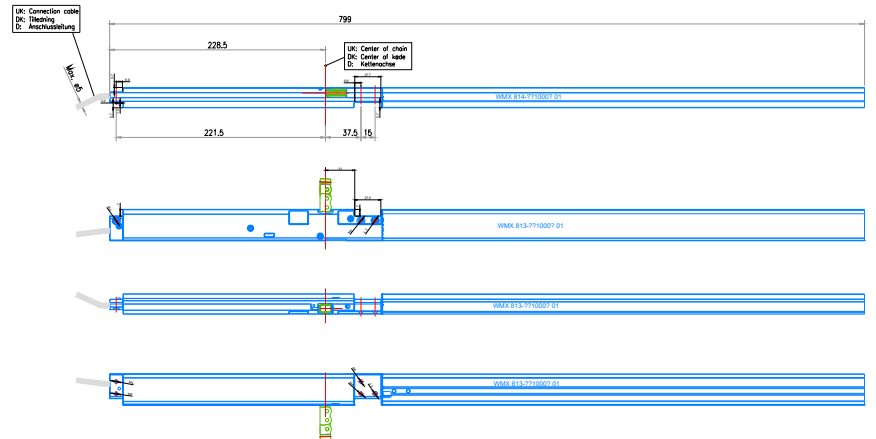 UK: Connection cable
DK: Tilledning
D: Anschlussleitung
799
228.5
UK: Center of chain
DK: Center of kæde
D: Kettenachse
Max. ø5
WMX 814-??1000? 01
221.5
37.5
15
WMX 813-??1000? 01
WMX 813-??1000? 01
WMX 813-??1000? 01